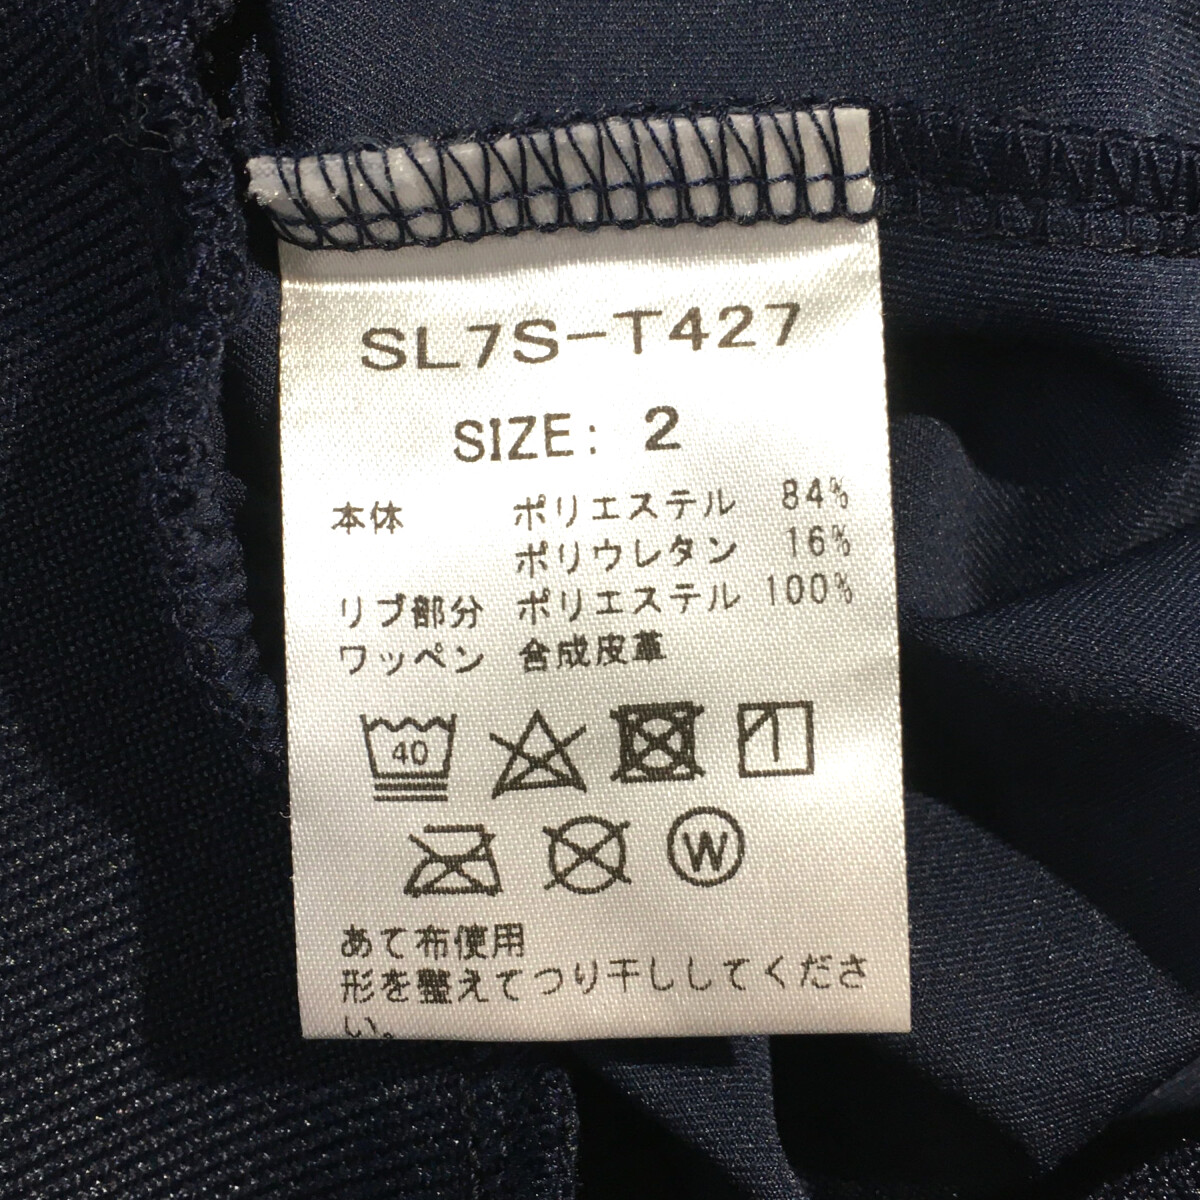 SL7S-T427
SIZE: 2
本体 ポリエステル 84%
ポリウレタン 16%
リブ部分 ポリエステル 100%
ワッペン 合成皮革
40
W
あて布使用
形を整えてつり干ししてくださ
い。